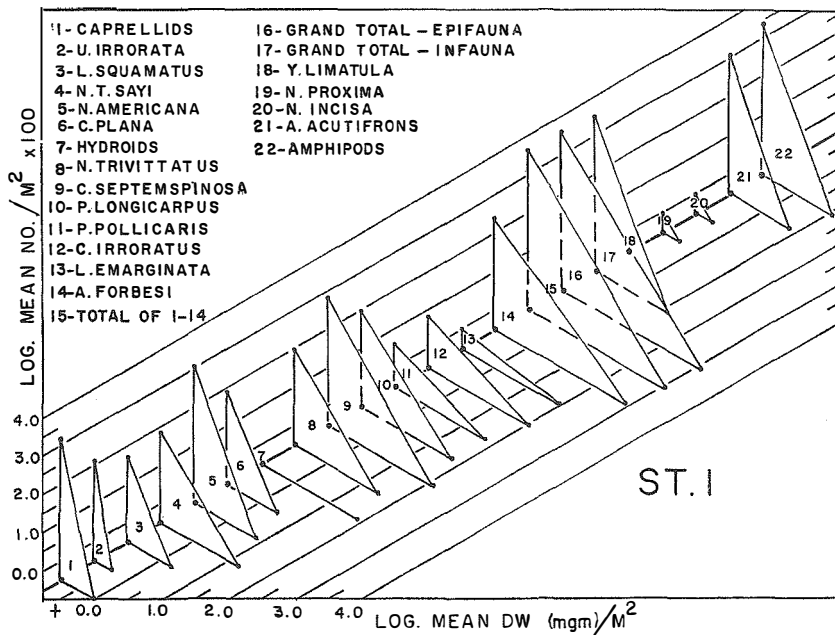 1-CAPRELLIDS
2-U.IRRORATA
3-L.SQUAMATUS
4-N.T.SAYI
5-N.AMERICANA
6-C.PLANA
7-HYDROIDS
8-N.TRIVITTATUS
9-C.SEPTEMSPINOSA
10-P.LONGICARPUS
11-P.POLLICARIS
12-C.IRRORATUS
13-L.EMARGINATA
14-A.FORBESI
15-TOTAL OF 1-14
16-GRAND TOTAL-EPIFAUNA
17-GRAND TOTAL-INFAUNA
18-Y.LIMATULA
19-N.PROXIMA
20-N.INCISA
21-A.ACUTIFRONS
22-AMPHIPODS
LOG. MEAN NO./M² x100
4.0
3.0
2.0
1.0
0.0
1
2
3
4
5
6
7
8
9
10
11
12
13
14
15
16
17
18
19
20
21
22
ST. I
+ 0.0 1.0 2.0 3.0 4.0
LOG. MEAN DW (mgm)/M²